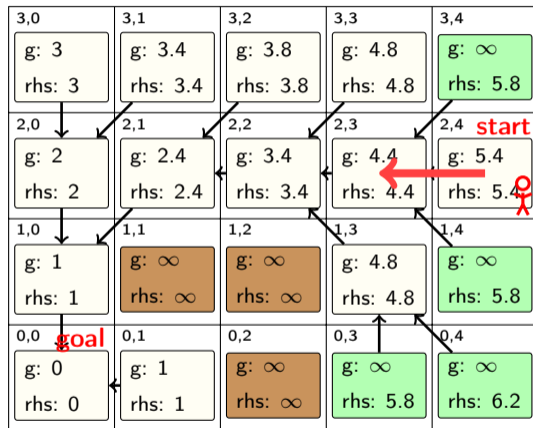 3,0 3,1 3,2 3,3 3,4
g: 3 g: 3.4 g: 3.8 g: 4.8 g: ∞
rhs: 3 rhs: 3.4 rhs: 3.8 rhs: 4.8 rhs: 5.8
2,0 2,1 2,2 2,3 2,4 start
g: 2 g: 2.4 g: 3.4 g: 4.4 g: 5.4
rhs: 2 rhs: 2.4 rhs: 3.4 rhs: 4.4 rhs: 5.4
1,0 1,1 1,2 1,3 1,4
g: 1 g: ∞ g: ∞ g: 4.8 g: ∞
rhs: 1 rhs: ∞ rhs: ∞ rhs: 4.8 rhs: 5.8
0,0 goal 0,1 0,2 0,3 0,4
g: 0 g: 1 g: ∞ g: ∞ g: ∞
rhs: 0 rhs: 1 rhs: ∞ rhs: 5.8 rhs: 6.2